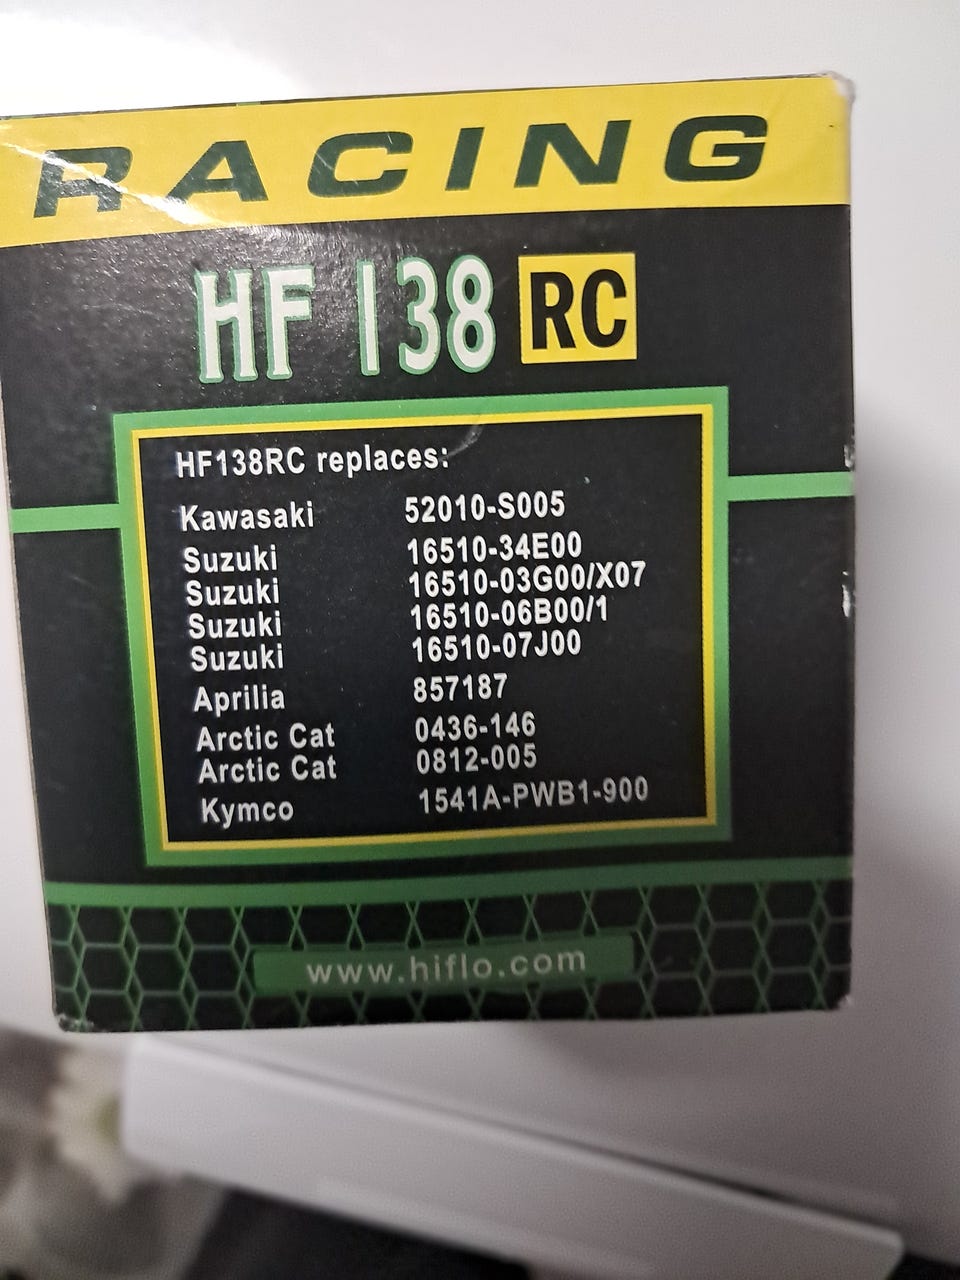 RACING
HF 138 RC
HF138RC replaces:
Kawasaki 52010-S005
Suzuki 16510-34E00
Suzuki 16510-03G00/X07
Suzuki 16510-06B00/1
Suzuki 16510-07J00
Aprilia 857187
Arctic Cat 0436-146
Arctic Cat 0812-005
Kymco 1541A-PWB1-900
www.hiflo.com